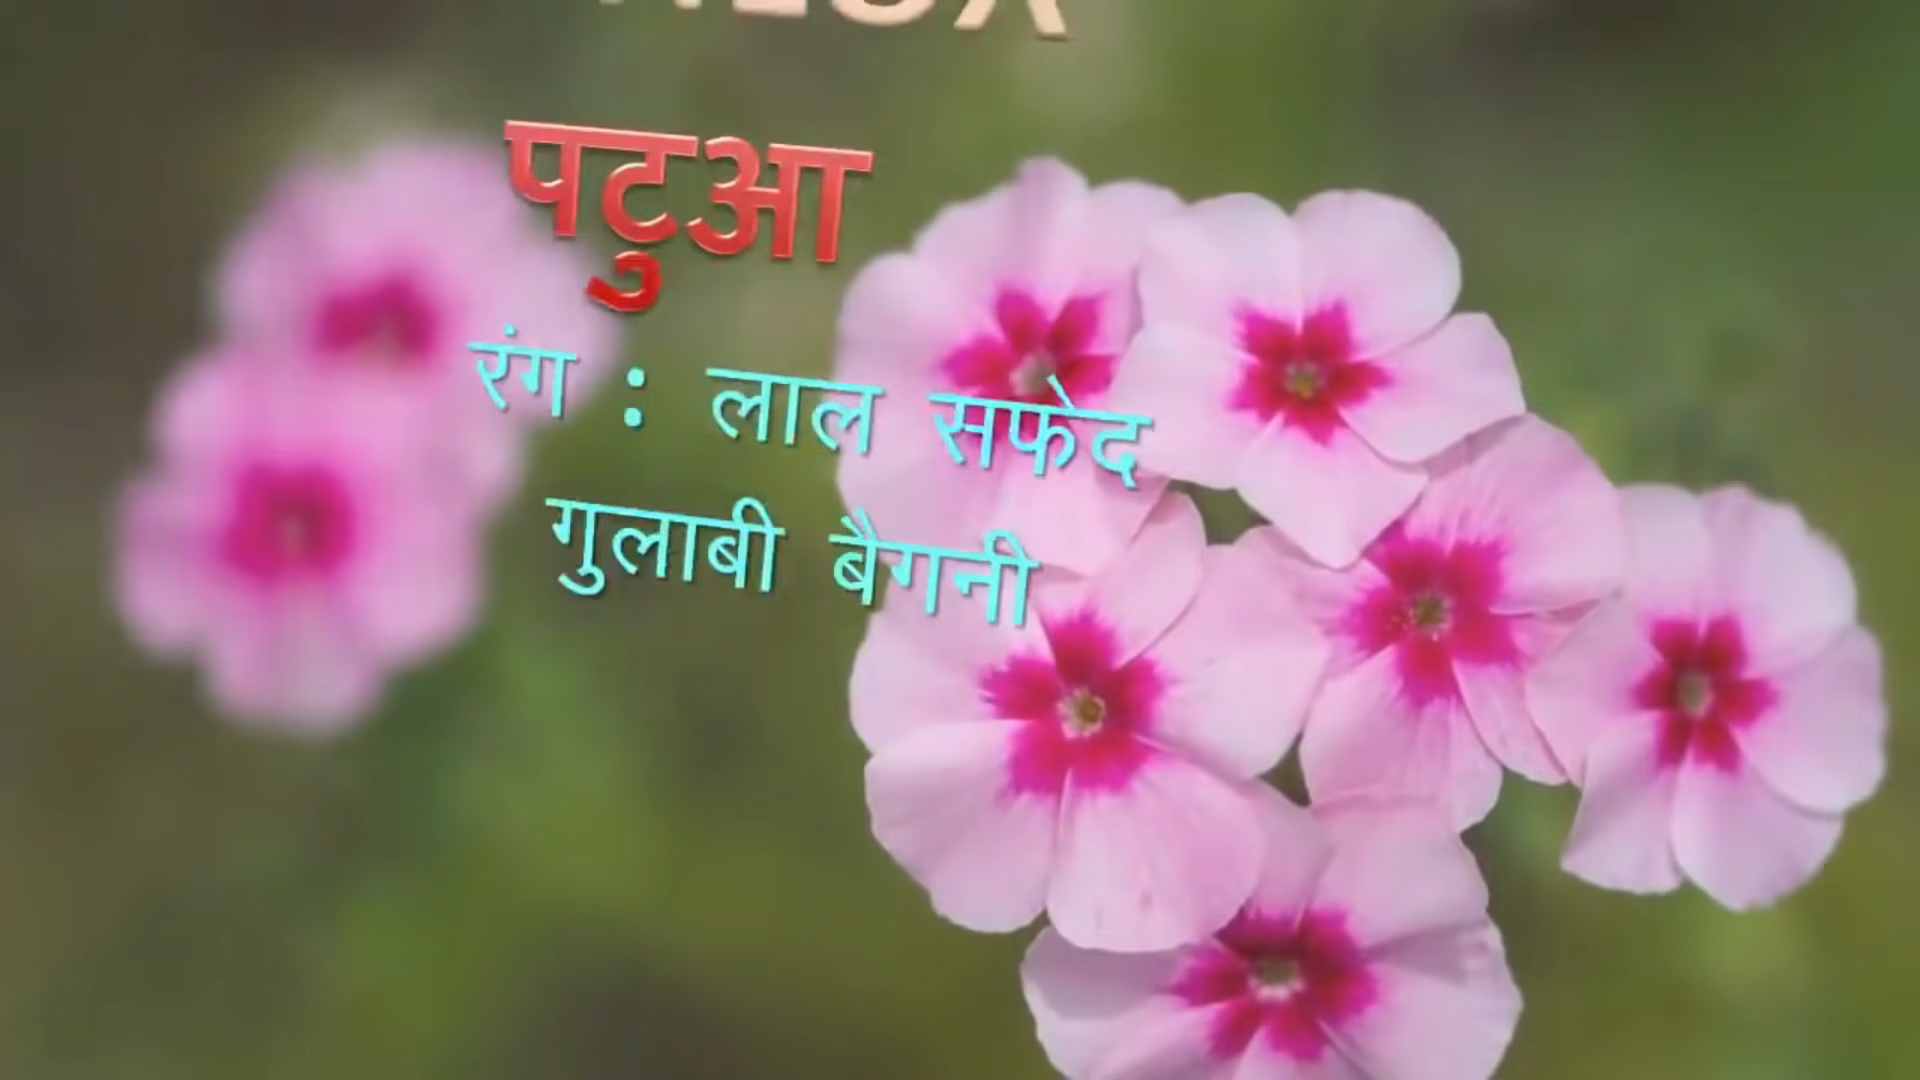 पटुआ
रंग : लाल सफेद
गुलाबी बैगनी